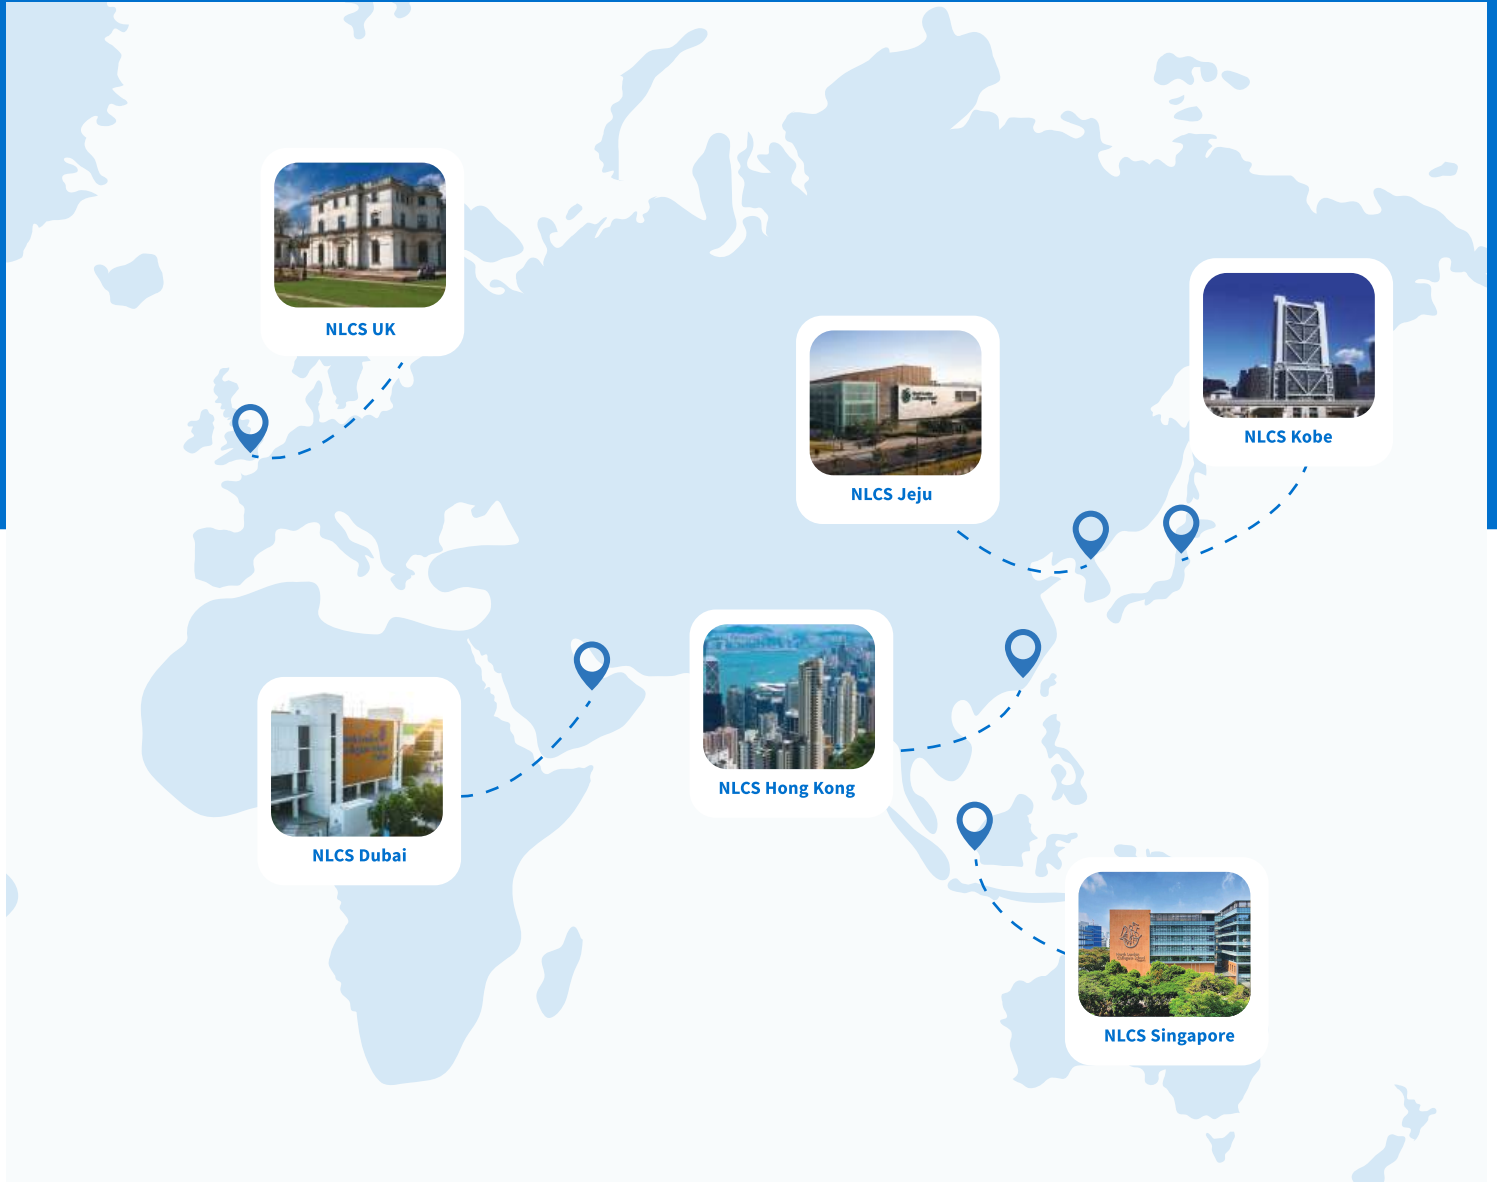 NLCS UK
NLCS Kobe
NLCS Jeju
NLCS Hong Kong
NLCS Dubai
NLCS Singapore